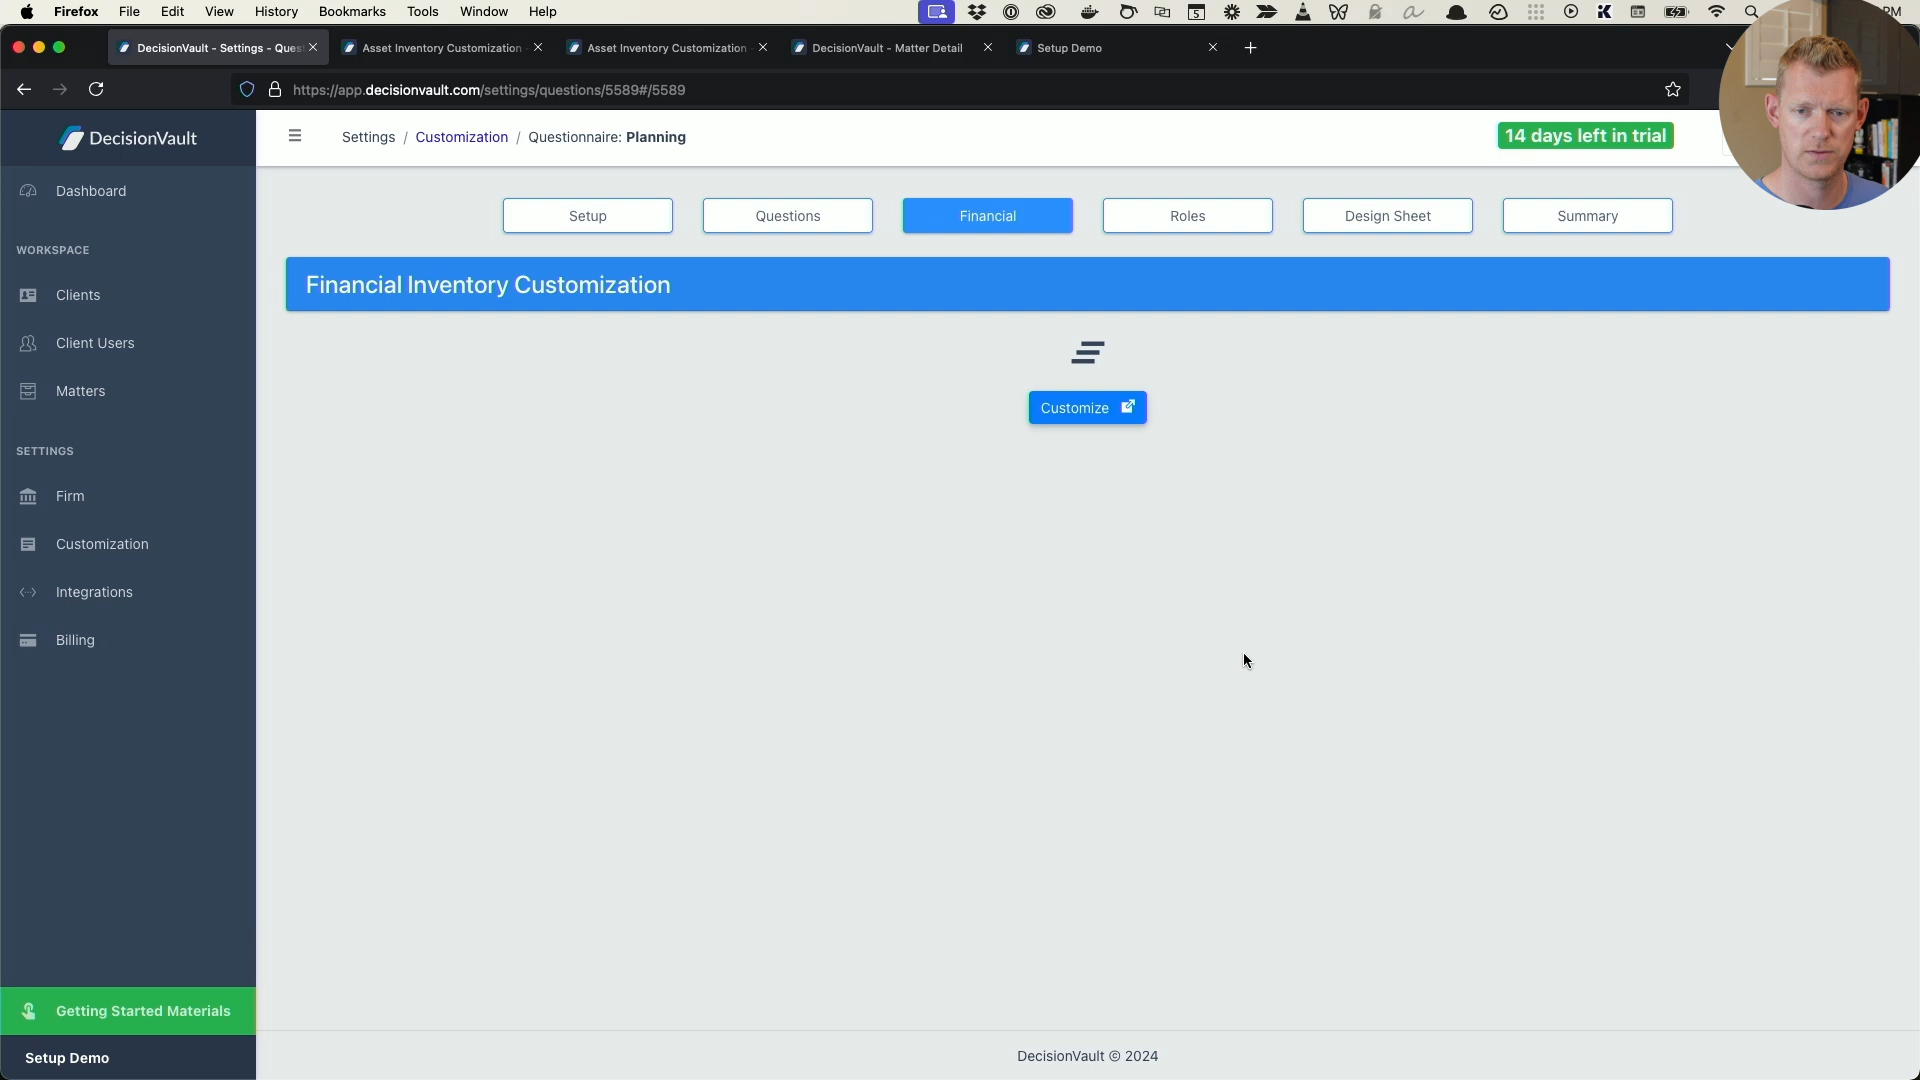 Firefox File Edit View History Bookmarks Tools Window Help
5
PM
DecisionVault - Settings - Ques
Asset Inventory Customization
Asset Inventory Customization
DecisionVault - Matter Detail
Setup Demo
https://app.decisionvault.com/settings/questions/5589#/5589
DecisionVault
Settings / Customization / Questionnaire: Planning
14 days left in trial
Dashboard
WORKSPACE
Clients
Client Users
Matters
SETTINGS
Firm
Customization
Integrations
Billing
Getting Started Materials
Setup Demo
Setup
Questions
Financial
Roles
Design Sheet
Summary
Financial Inventory Customization
Customize
DecisionVault © 2024